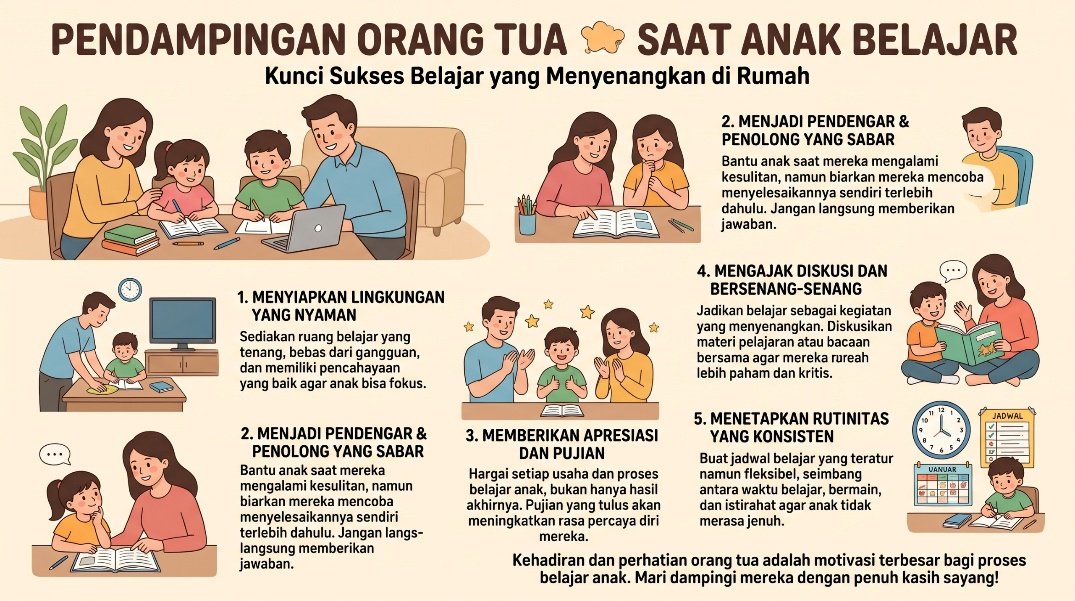 PENDAMPINGAN ORANG TUA SAAT ANAK BELAJAR
Kunci Sukses Belajar yang Menyenangkan di Rumah
1. MENYIAPKAN LINGKUNGAN
YANG NYAMAN
Sediakan ruang belajar yang
tenang, bebas dari gangguan,
dan memiliki pencahayaan
yang baik agar anak bisa fokus.
2. MENJADI PENDENGAR &
PENOLONG YANG SABAR
Bantu anak saat mereka
mengalami kesulitan, namun
biarkan mereka mencoba
menyelesaikannya sendiri
terlebih dahulu. Jangan langs-
langsung memberikan
jawaban.
2. MENJADI PENDENGAR &
PENOLONG YANG SABAR
Bantu anak saat mereka mengalami
kesulitan, namun biarkan mereka mencoba
menyelesaikannya sendiri terlebih
dahulu. Jangan langsung memberikan
jawaban.
3. MEMBERIKAN APRESIASI
DAN PUJIAN
Hargai setiap usaha dan proses
belajar anak, bukan hanya hasil
akhirnya. Pujian yang tulus akan
meningkatkan rasa percaya diri
mereka.
4. MENGAJAK DISKUSI DAN
BERSENANG-SENANG
Jadikan belajar sebagai kegiatan
yang menyenangkan. Diskusikan
materi pelajaran atau bacaan
bersama agar mereka
lebih paham dan kritis.
5. MENETAPKAN RUTINITAS
YANG KONSISTEN
Buat jadwal belajar yang teratur
namun fleksibel, seimbang
antara waktu belajar, bermain,
dan istirahat agar anak tidak
merasa jenuh.
JADWAL
UANUAR
12
Kehadiran dan perhatian orang tua adalah motivasi terbesar bagi proses
belajar anak. Mari dampingi mereka dengan penuh kasih sayang!